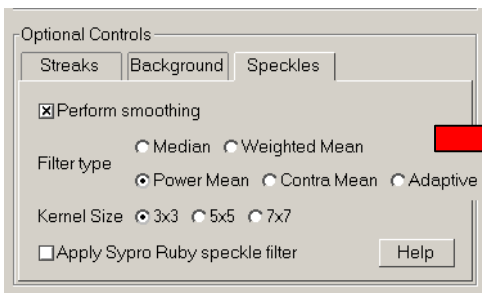 Optional Controls
Streaks Background Speckles
Perform smoothing
Median Weighted Mean
Filter type
Power Mean Contra Mean Adaptive
Kernel Size 3x3 5x5 7x7
Apply Sypro Ruby speckle filter Help